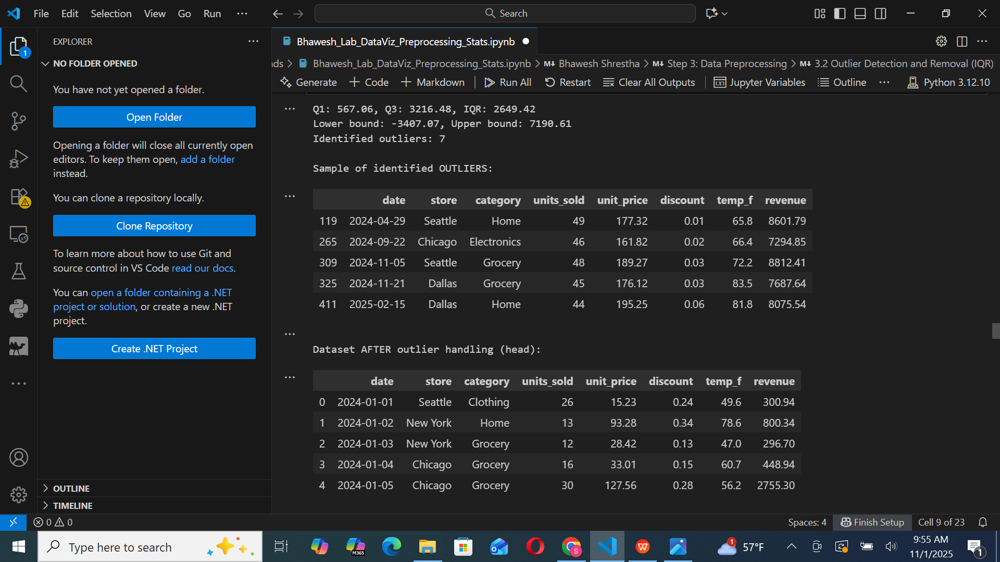 File Edit Selection View Go Run ···
Search
EXPLORER
1
NO FOLDER OPENED
You have not yet opened a folder.
Open Folder
Opening a folder will close all currently open
editors. To keep them open, add a folder
instead.
You can clone a repository locally.
Clone Repository
To learn more about how to use Git and
source control in VS Code read our docs.
You can open a folder containing a .NET
project or solution, or create a new .NET
project.
Create .NET Project
OUTLINE
TIMELINE
Bhawesh_Lab_DataViz_Preprocessing_Stats.ipynb
nds > Bhawesh_Lab_DataViz_Preprocessing_Stats.ipynb > M↓ Bhawesh Shrestha > M↓ Step 3: Data Preprocessing > M↓ 3.2 Outlier Detection and Removal (IQR)
Generate + Code + Markdown Run All Restart Clear All Outputs Jupyter Variables Outline ··· Python 3.12.10
Q1: 567.06, Q3: 3216.48, IQR: 2649.42
Lower bound: -3407.07, Upper bound: 7190.61
Identified outliers: 7
Sample of identified OUTLIERS:
date store category units_sold unit_price discount temp_f revenue
119 2024-04-29 Seattle Home 49 177.32 0.01 65.8 8601.79
265 2024-09-22 Chicago Electronics 46 161.82 0.02 66.4 7294.85
309 2024-11-05 Seattle Grocery 48 189.27 0.03 72.2 8812.41
325 2024-11-21 Dallas Grocery 45 176.12 0.03 83.5 7687.64
411 2025-02-15 Dallas Home 44 195.25 0.06 81.8 8075.54
Dataset AFTER outlier handling (head):
date store category units_sold unit_price discount temp_f revenue
0 2024-01-01 Seattle Clothing 26 15.23 0.24 49.6 300.94
1 2024-01-02 New York Home 13 93.28 0.34 78.6 800.34
2 2024-01-03 New York Grocery 12 28.42 0.13 47.0 296.70
3 2024-01-04 Chicago Grocery 16 33.01 0.15 60.7 448.94
4 2024-01-05 Chicago Grocery 30 127.56 0.28 56.2 2755.30
0 0
Spaces: 4 Finish Setup Cell 9 of 23
Type here to search
M365
S
W
1
57°F
9:55 AM
11/1/2025
1